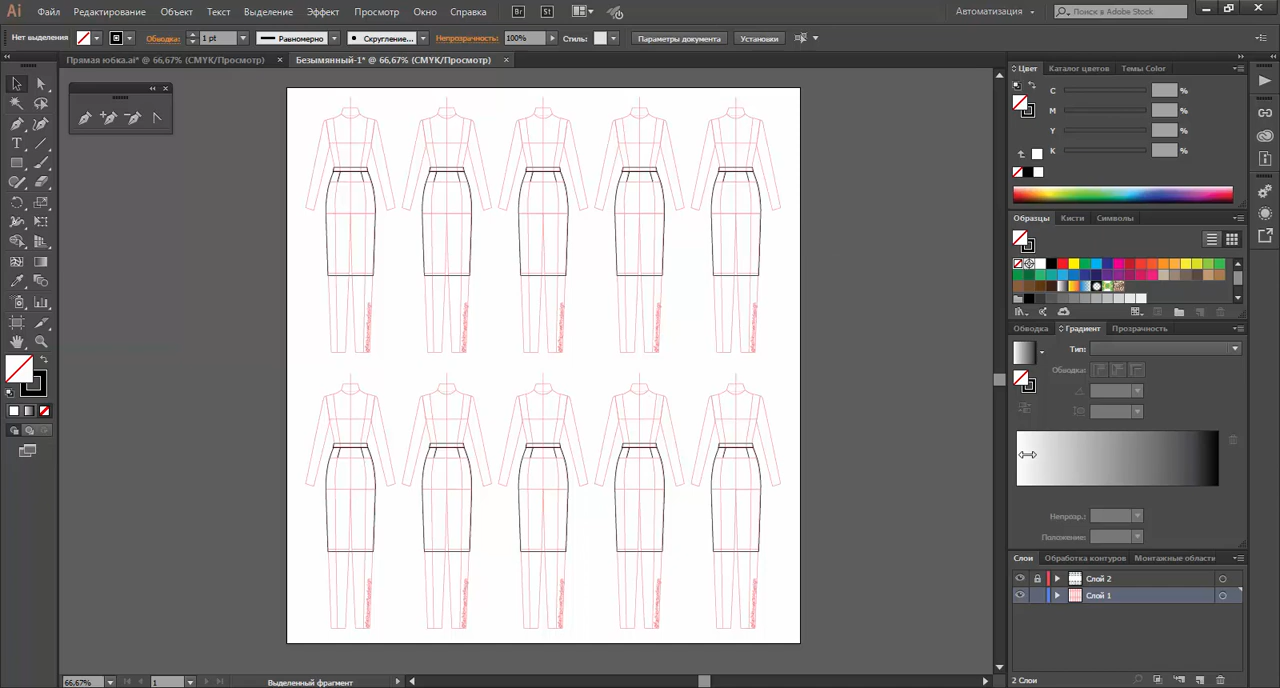 Ai Файл Редактирование Объект Текст Выделение Эффект Просмотр Окно Справка Br St Автоматизация Поиск в Adobe Stock
Нет выделения Обводка: 1 pt Равномерно Скругление... Непрозрачность: 100% Стиль: Параметры документа Установки
Прямая юбка.ai* @ 66,67% (CMYK/Просмотр) × Безымянный-1* @ 66,67% (CMYK/Просмотр) ×
Цвет Каталог цветов Темы Color
C %
M %
Y %
K %
Образцы Кисти Символы
Обводка Градиент Прозрачность
Тип:
Обводка:
Непрозр.:
Положение:
Слои Обработка контуров Монтажные области
Слой 2
Слой 1
2 Слои
66,67% 1 Выделенный фрагмент